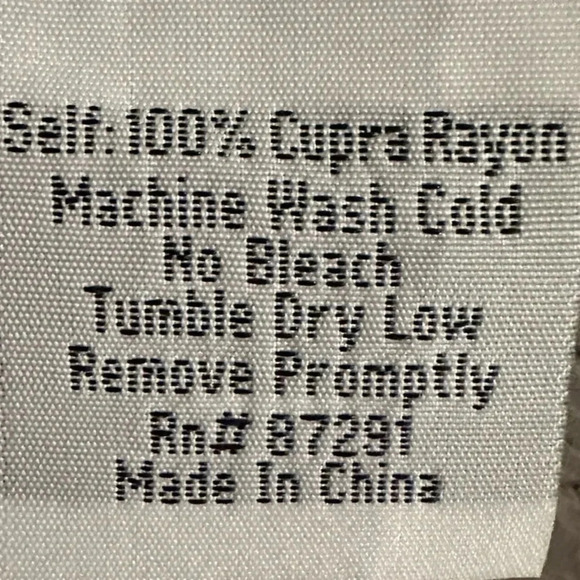 Self: 100% Cupra Rayon
Machine Wash Cold
No Bleach
Tumble Dry Low
Remove Promptly
Rn# 87291
Made In China